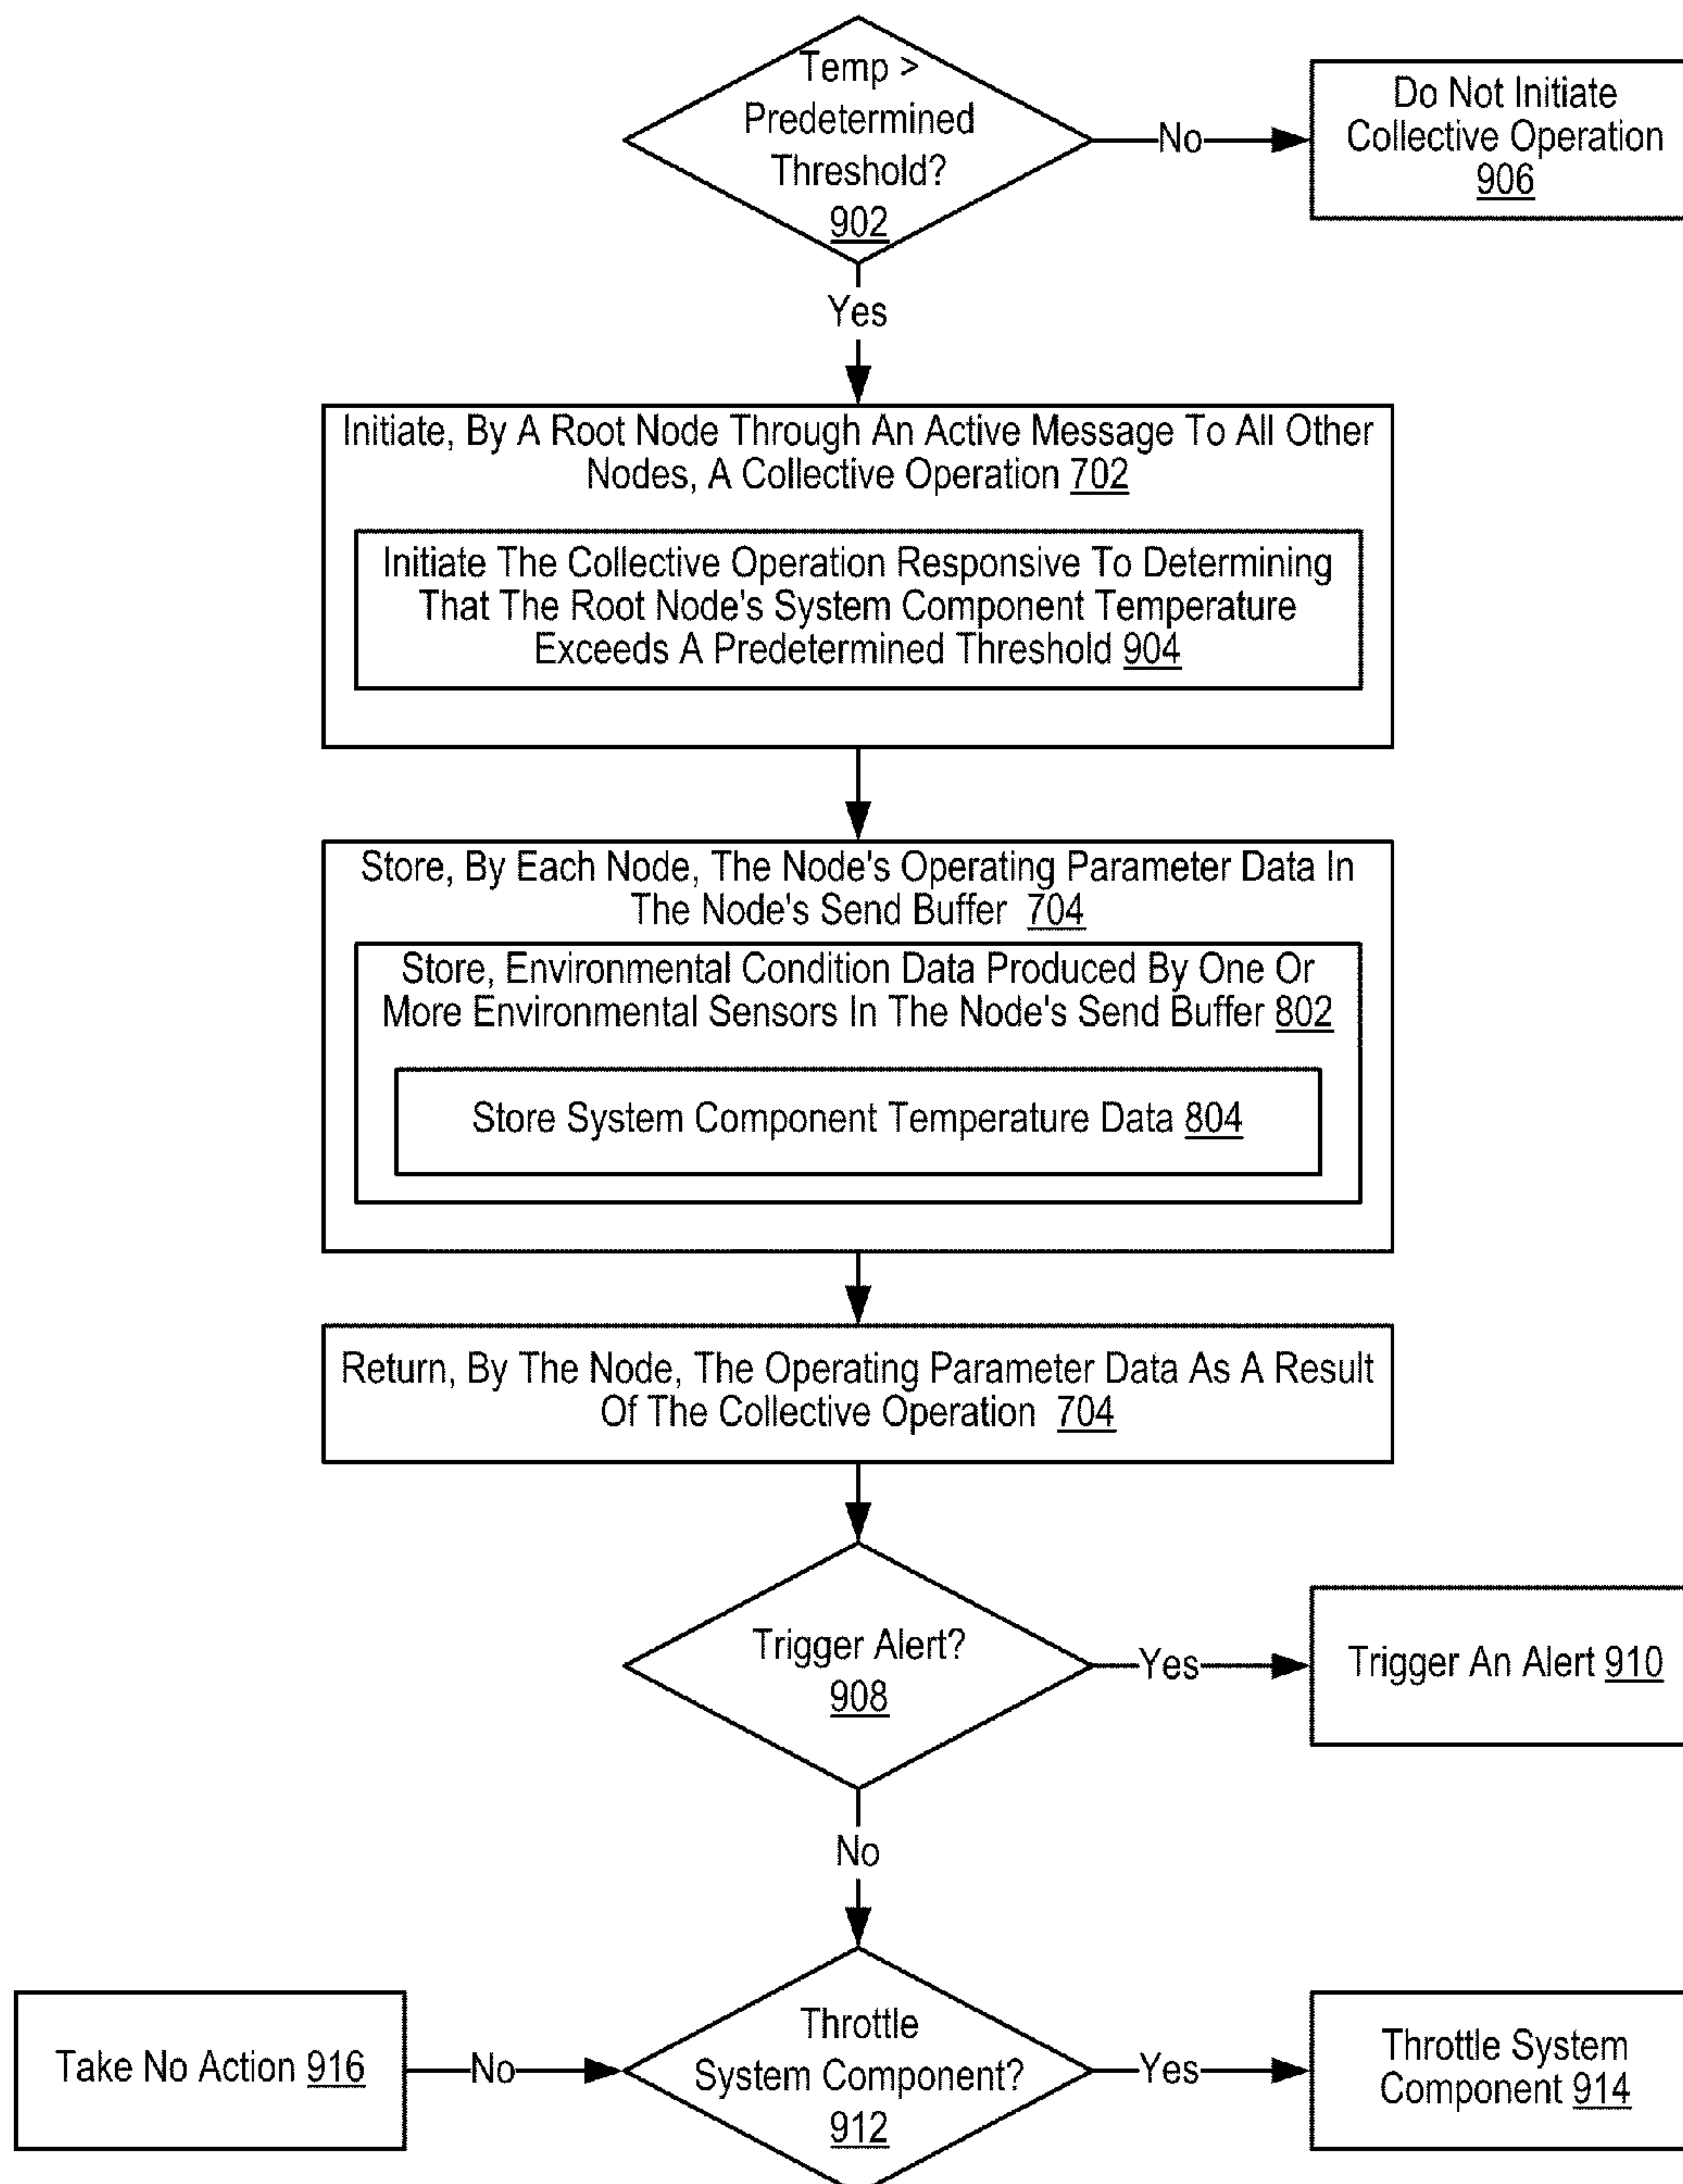 Temp >
Predetermined
Threshold?
902
No
Do Not Initiate
Collective Operation
906
Yes
Initiate, By A Root Node Through An Active Message To All Other
Nodes, A Collective Operation 702
Initiate The Collective Operation Responsive To Determining
That The Root Node's System Component Temperature
Exceeds A Predetermined Threshold 904
Store, By Each Node, The Node's Operating Parameter Data In
The Node's Send Buffer 704
Store, Environmental Condition Data Produced By One Or
More Environmental Sensors In The Node's Send Buffer 802
Store System Component Temperature Data 804
Return, By The Node, The Operating Parameter Data As A Result
Of The Collective Operation 704
Trigger Alert?
908
Yes
Trigger An Alert 910
No
Take No Action 916
No
Throttle
System Component?
912
Yes
Throttle System
Component 914